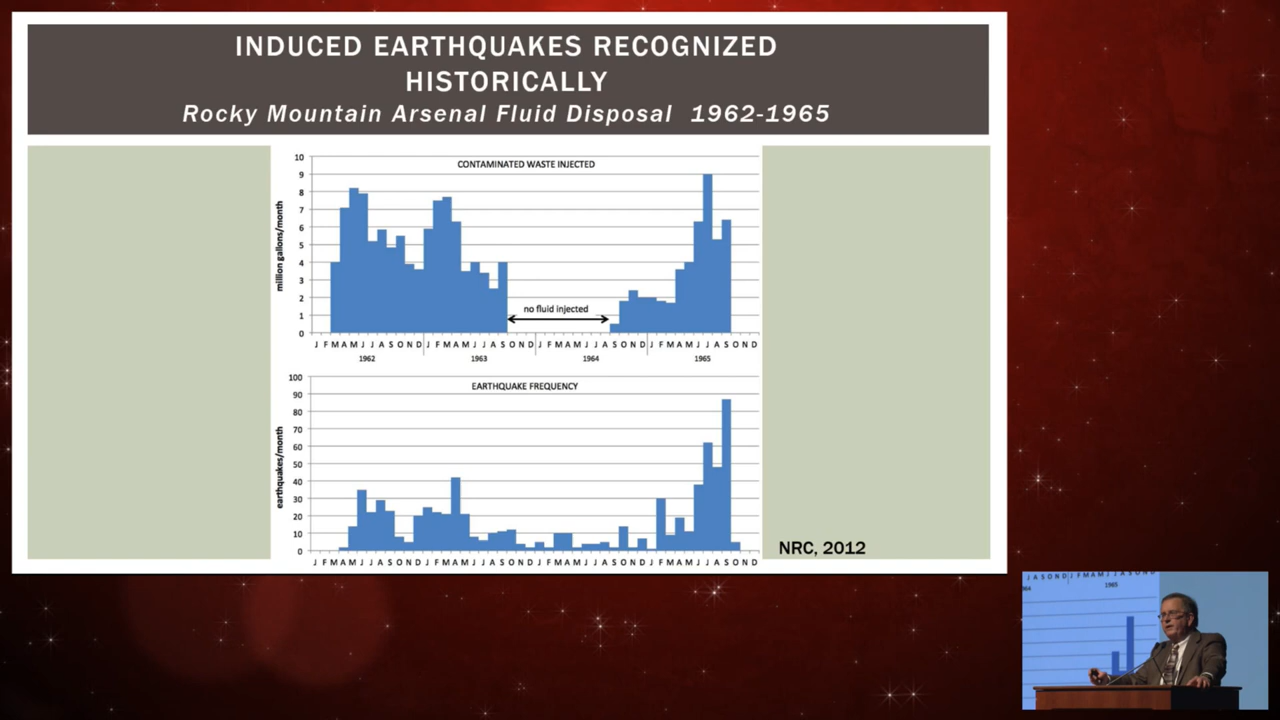 INDUCED EARTHQUAKES RECOGNIZED
HISTORICALLY
Rocky Mountain Arsenal Fluid Disposal 1962-1965
CONTAMINATED WASTE INJECTED
million gallons/month
10
9
8
7
6
5
4
3
2
1
0
no fluid injected
J F M A M J J A S O N D J F M A M J J A S O N D J F M A M J J A S O N D J F M A M J J A S O N D
1962 1963 1964 1965
EARTHQUAKE FREQUENCY
earthquakes/month
100
90
80
70
60
50
40
30
20
10
0
J F M A M J J A S O N D J F M A M J J A S O N D J F M A M J J A S O N D J F M A M J J A S O N D
NRC, 2012
J A S O N D J F M A M J J A S O N D
1965